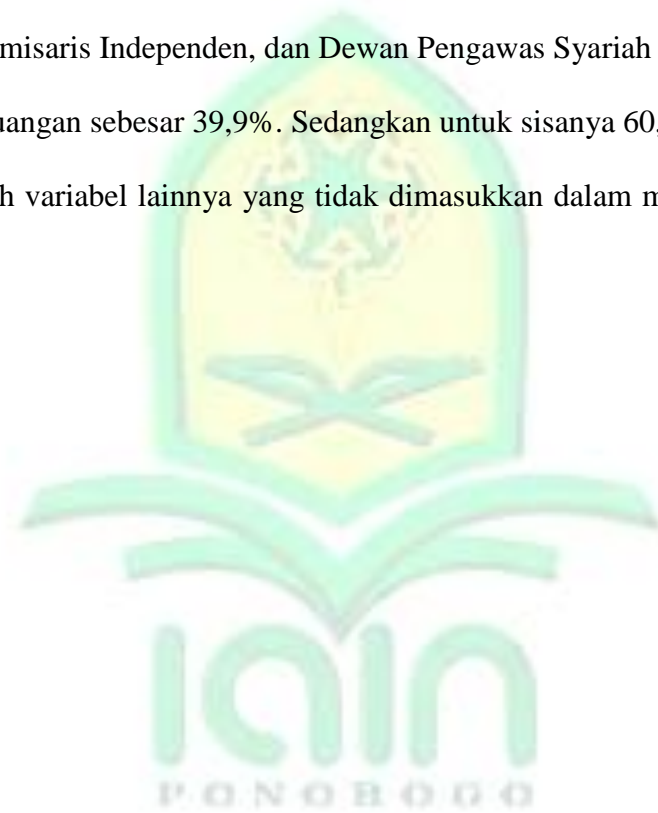 misaris Independen, dan Dewan Pengawas Syariah
uangan sebesar 39,9%. Sedangkan untuk sisanya 60,
h variabel lainnya yang tidak dimasukkan dalam m
iain
PONOROGO